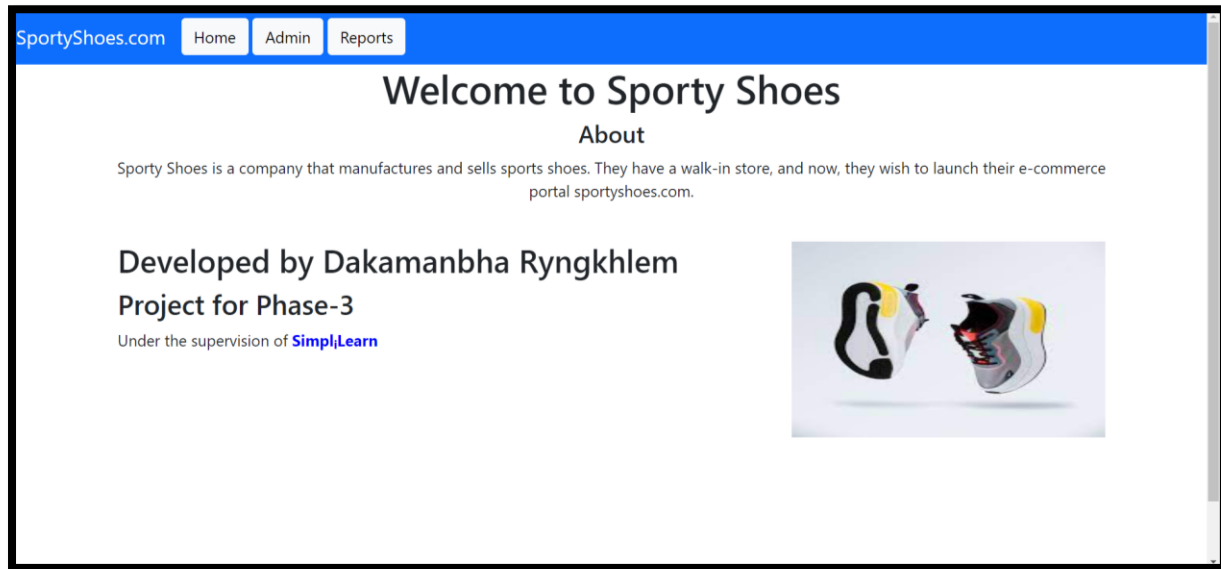 SportyShoes.com Home Admin Reports
Welcome to Sporty Shoes
About
Sporty Shoes is a company that manufactures and sells sports shoes. They have a walk-in store, and now, they wish to launch their e-commerce
portal sportyshoes.com.
Developed by Dakamanbha Ryngkhlem
Project for Phase-3
Under the supervision of SimpliLearn